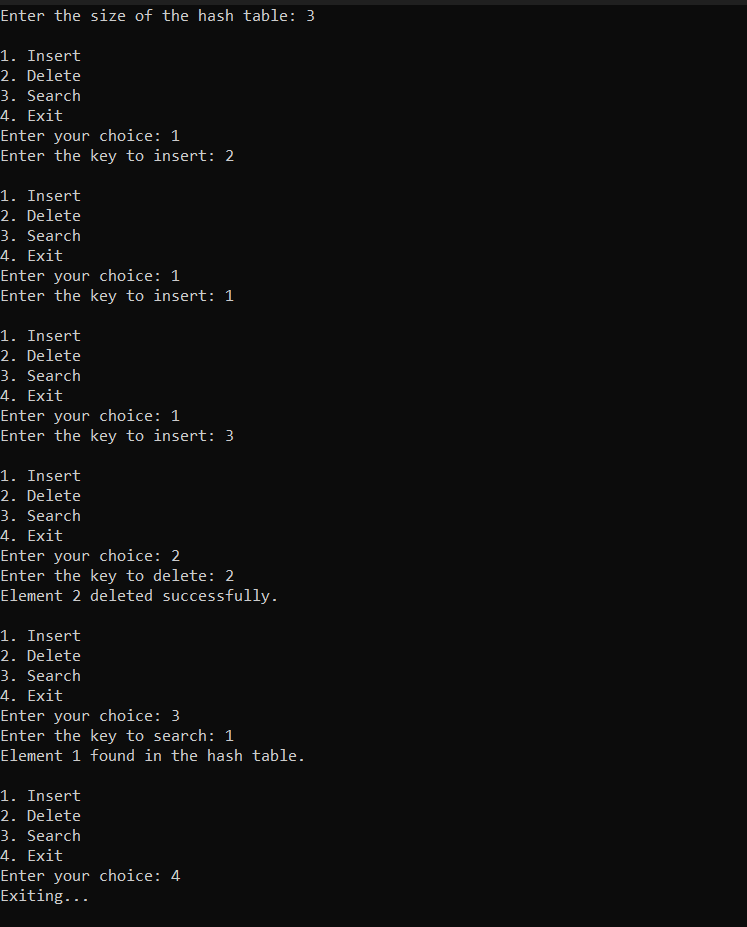 Enter the size of the hash table: 3
1. Insert
2. Delete
3. Search
4. Exit
Enter your choice: 1
Enter the key to insert: 2
1. Insert
2. Delete
3. Search
4. Exit
Enter your choice: 1
Enter the key to insert: 1
1. Insert
2. Delete
3. Search
4. Exit
Enter your choice: 1
Enter the key to insert: 3
1. Insert
2. Delete
3. Search
4. Exit
Enter your choice: 2
Enter the key to delete: 2
Element 2 deleted successfully.
1. Insert
2. Delete
3. Search
4. Exit
Enter your choice: 3
Enter the key to search: 1
Element 1 found in the hash table.
1. Insert
2. Delete
3. Search
4. Exit
Enter your choice: 4
Exiting...